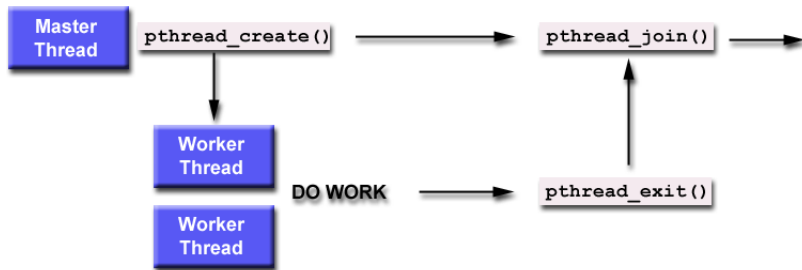 Master
Thread
pthread_create()
pthread_join()
Worker
Thread
DO WORK
pthread_exit()
Worker
Thread